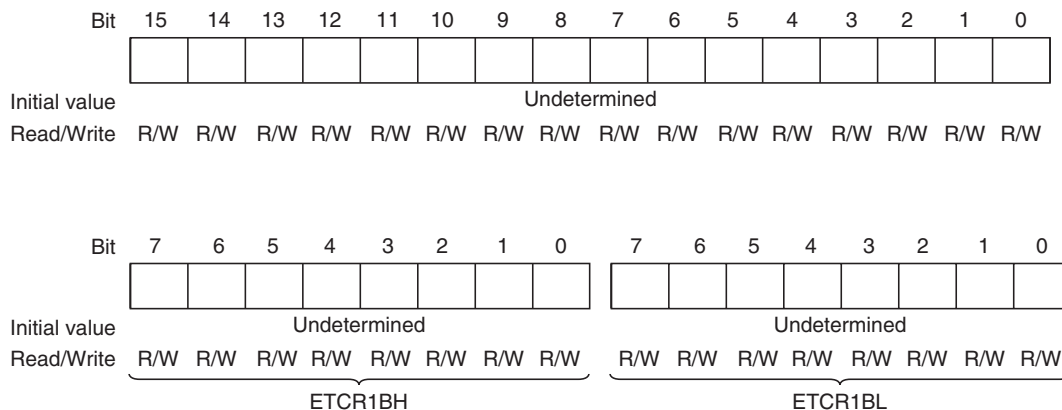 Bit 15 14 13 12 11 10 9 8 7 6 5 4 3 2 1 0
Initial value Undetermined
Read/Write R/W R/W R/W R/W R/W R/W R/W R/W R/W R/W R/W R/W R/W R/W R/W R/W
Bit 7 6 5 4 3 2 1 0 7 6 5 4 3 2 1 0
Initial value Undetermined Undetermined
Read/Write R/W R/W R/W R/W R/W R/W R/W R/W R/W R/W R/W R/W R/W R/W R/W R/W
ETCR1BH ETCR1BL